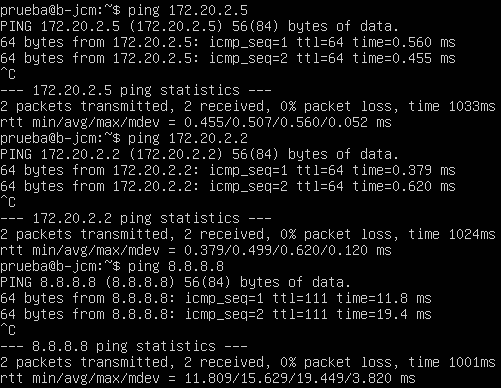 prueba@b-jcm:~$ ping 172.20.2.5
PING 172.20.2.5 (172.20.2.5) 56(84) bytes of data.
64 bytes from 172.20.2.5: icmp_seq=1 ttl=64 time=0.560 ms
64 bytes from 172.20.2.5: icmp_seq=2 ttl=64 time=0.455 ms
^C
--- 172.20.2.5 ping statistics ---
2 packets transmitted, 2 received, 0% packet loss, time 1033ms
rtt min/avg/max/mdev = 0.455/0.507/0.560/0.052 ms
prueba@b-jcm:~$ ping 172.20.2.2
PING 172.20.2.2 (172.20.2.2) 56(84) bytes of data.
64 bytes from 172.20.2.2: icmp_seq=1 ttl=64 time=0.379 ms
64 bytes from 172.20.2.2: icmp_seq=2 ttl=64 time=0.620 ms
^C
--- 172.20.2.2 ping statistics ---
2 packets transmitted, 2 received, 0% packet loss, time 1024ms
rtt min/avg/max/mdev = 0.379/0.499/0.620/0.120 ms
prueba@b-jcm:~$ ping 8.8.8.8
PING 8.8.8.8 (8.8.8.8) 56(84) bytes of data.
64 bytes from 8.8.8.8: icmp_seq=1 ttl=111 time=11.8 ms
64 bytes from 8.8.8.8: icmp_seq=2 ttl=111 time=19.4 ms
^C
--- 8.8.8.8 ping statistics ---
2 packets transmitted, 2 received, 0% packet loss, time 1001ms
rtt min/avg/max/mdev = 11.809/15.629/19.449/3.820 ms